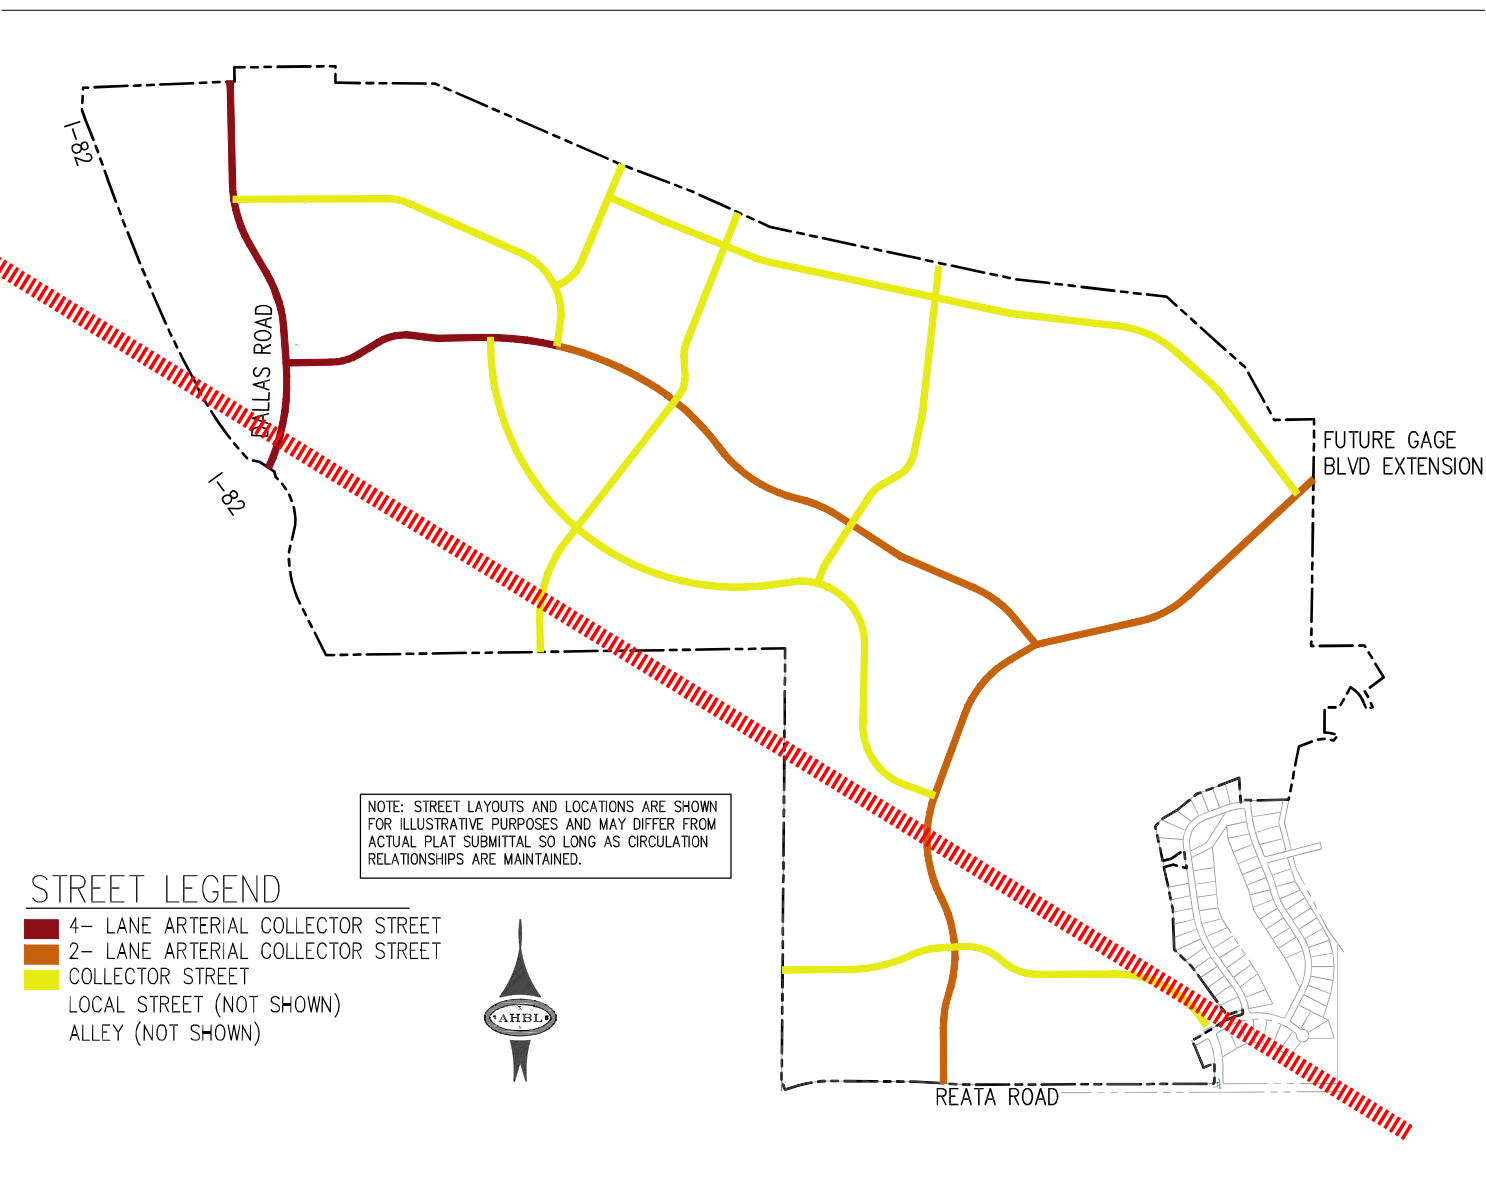 I-82
DALLAS ROAD
FUTURE GAGE
BLVD EXTENSION
I-82
NOTE: STREET LAYOUTS AND LOCATIONS ARE SHOWN
FOR ILLUSTRATIVE PURPOSES AND MAY DIFFER FROM
ACTUAL PLAT SUBMITTAL SO LONG AS CIRCULATION
RELATIONSHIPS ARE MAINTAINED.
STREET LEGEND
4- LANE ARTERIAL COLLECTOR STREET
2- LANE ARTERIAL COLLECTOR STREET
COLLECTOR STREET
LOCAL STREET (NOT SHOWN)
ALLEY (NOT SHOWN)
AHBL
REATA ROAD